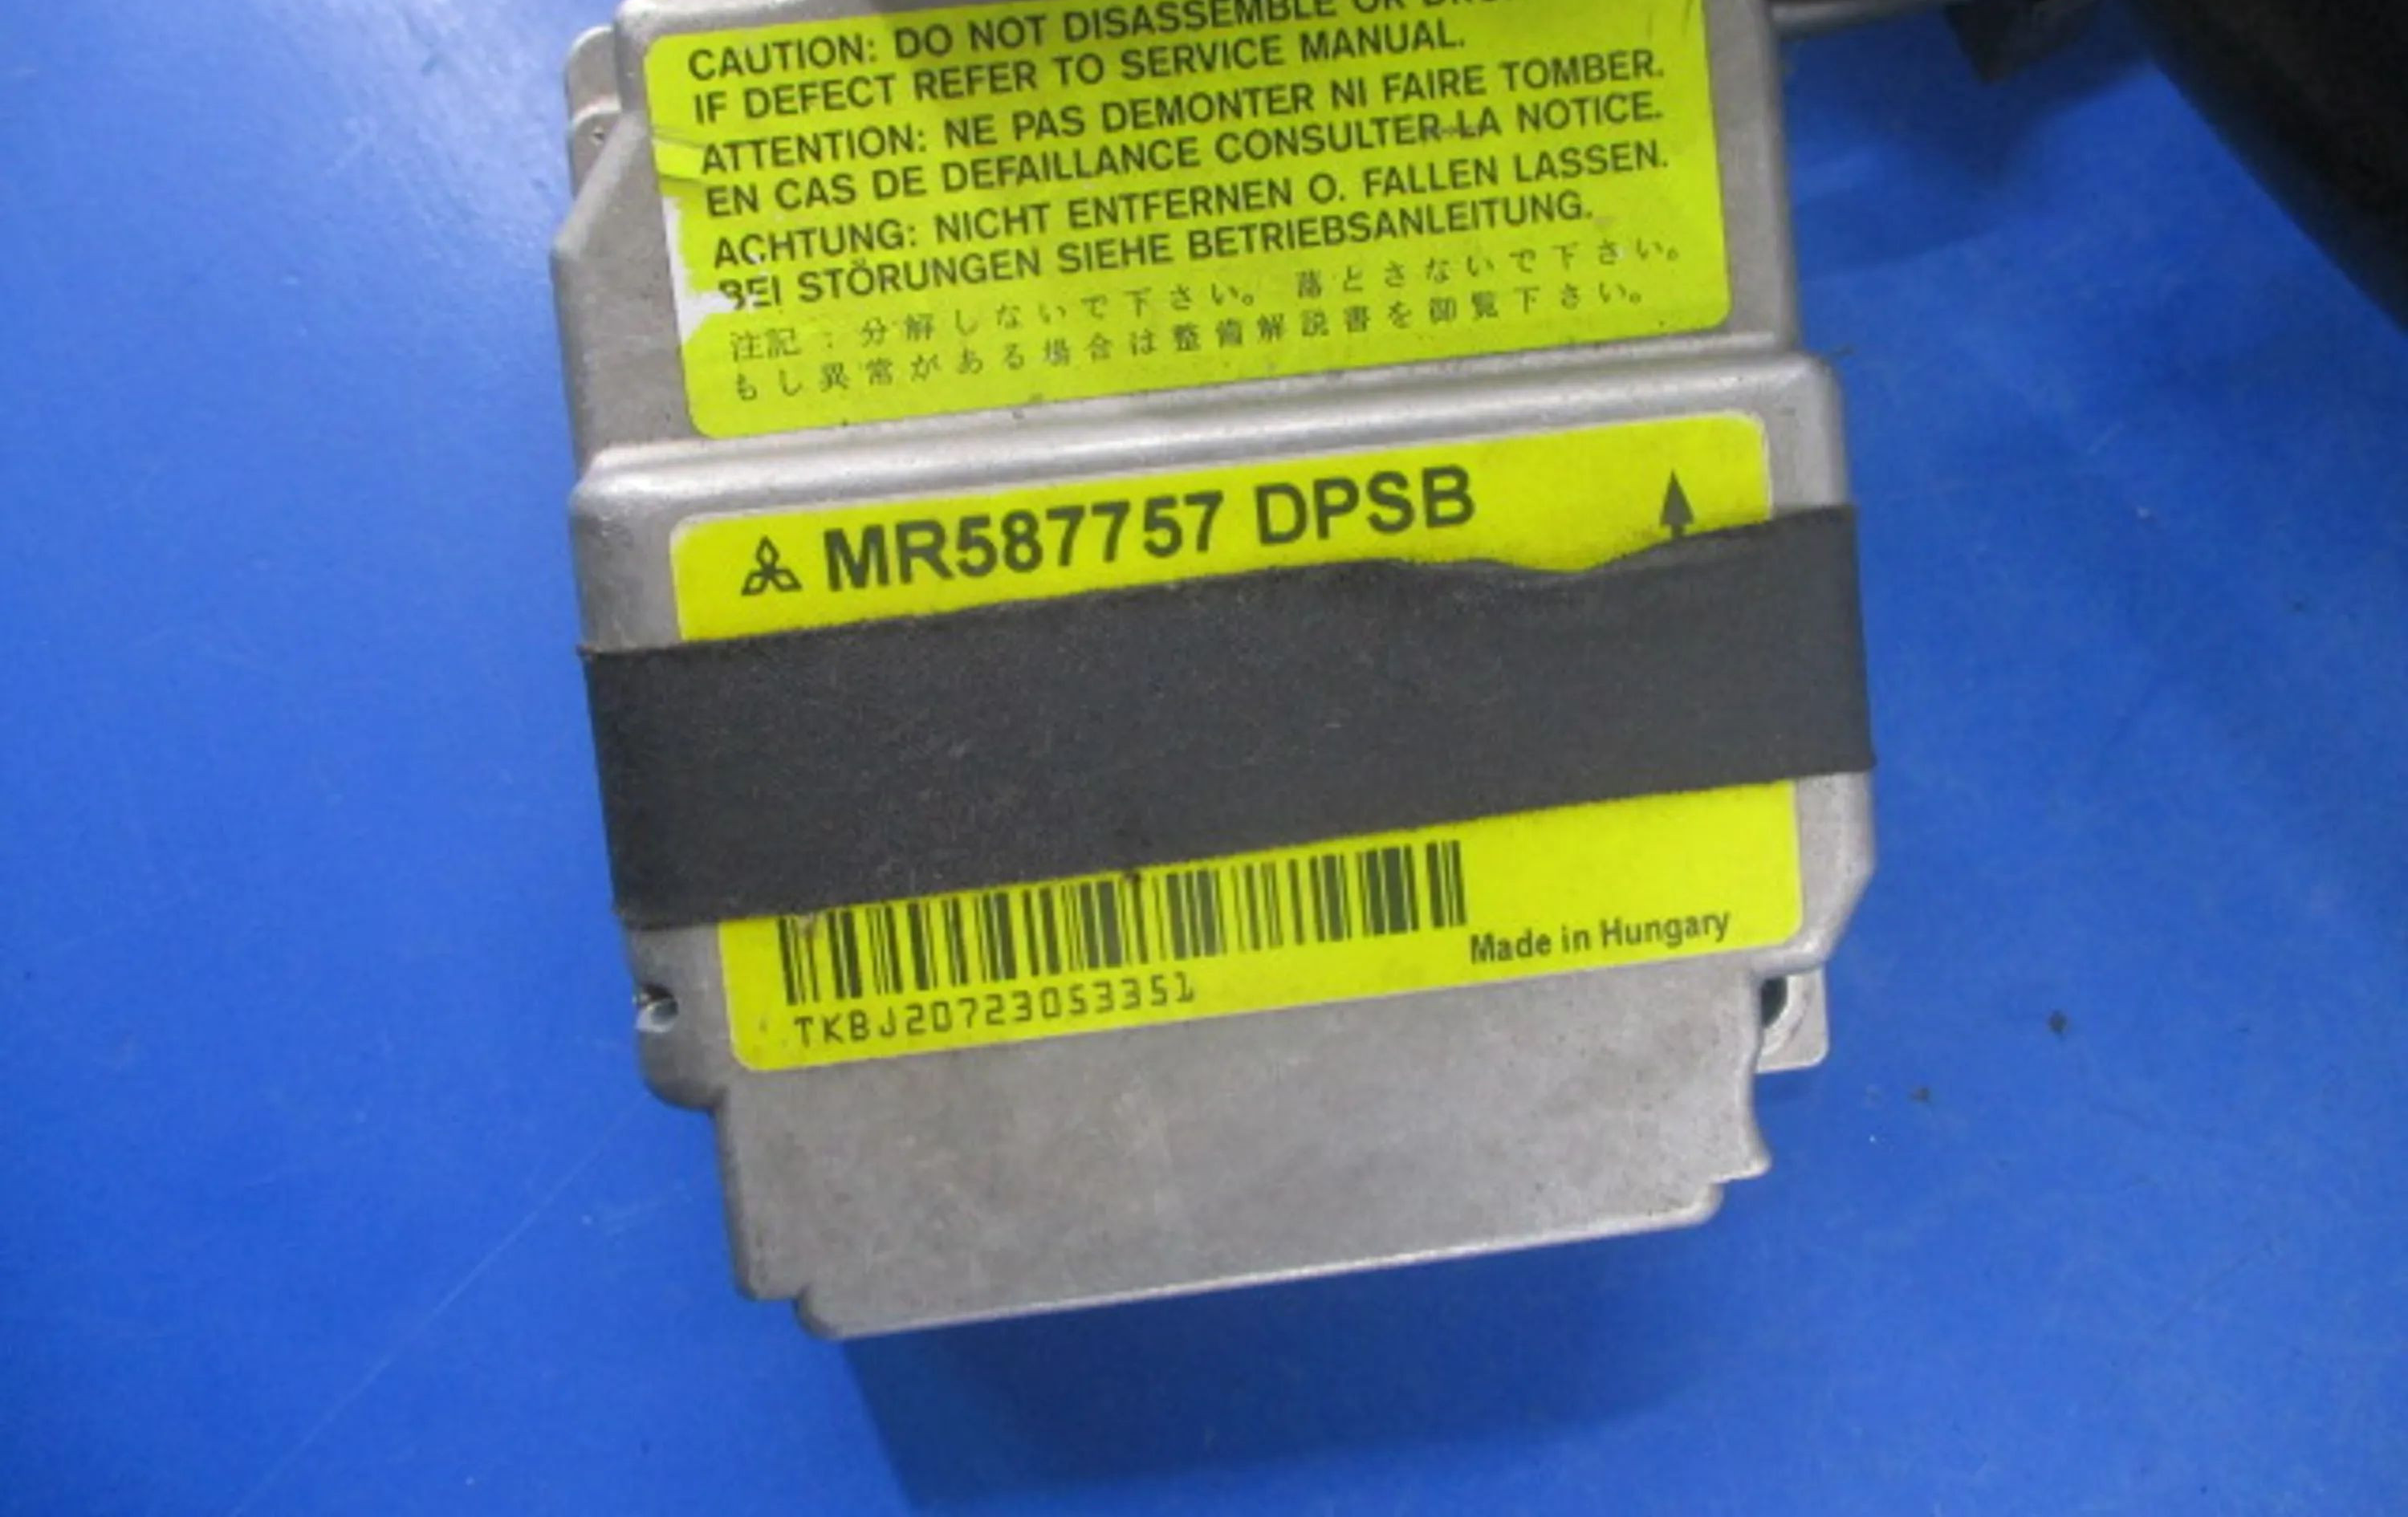 CAUTION: DO NOT DISASSEMBLE OR
IF DEFECT REFER TO SERVICE MANUAL.
ATTENTION: NE PAS DEMONTER NI FAIRE TOMBER.
EN CAS DE DEFAILLANCE CONSULTER LA NOTICE.
ACHTUNG: NICHT ENTFERNEN O. FALLEN LASSEN.
BEI STÖRUNGEN SIEHE BETRIEBSANLEITUNG.
注記：分解しないで下さい。落とさないで下さい。
もし異常がある場合は整備解説書を御覧下さい。
MR587757 DPSB
Made in Hungary
TKBJ20723053351